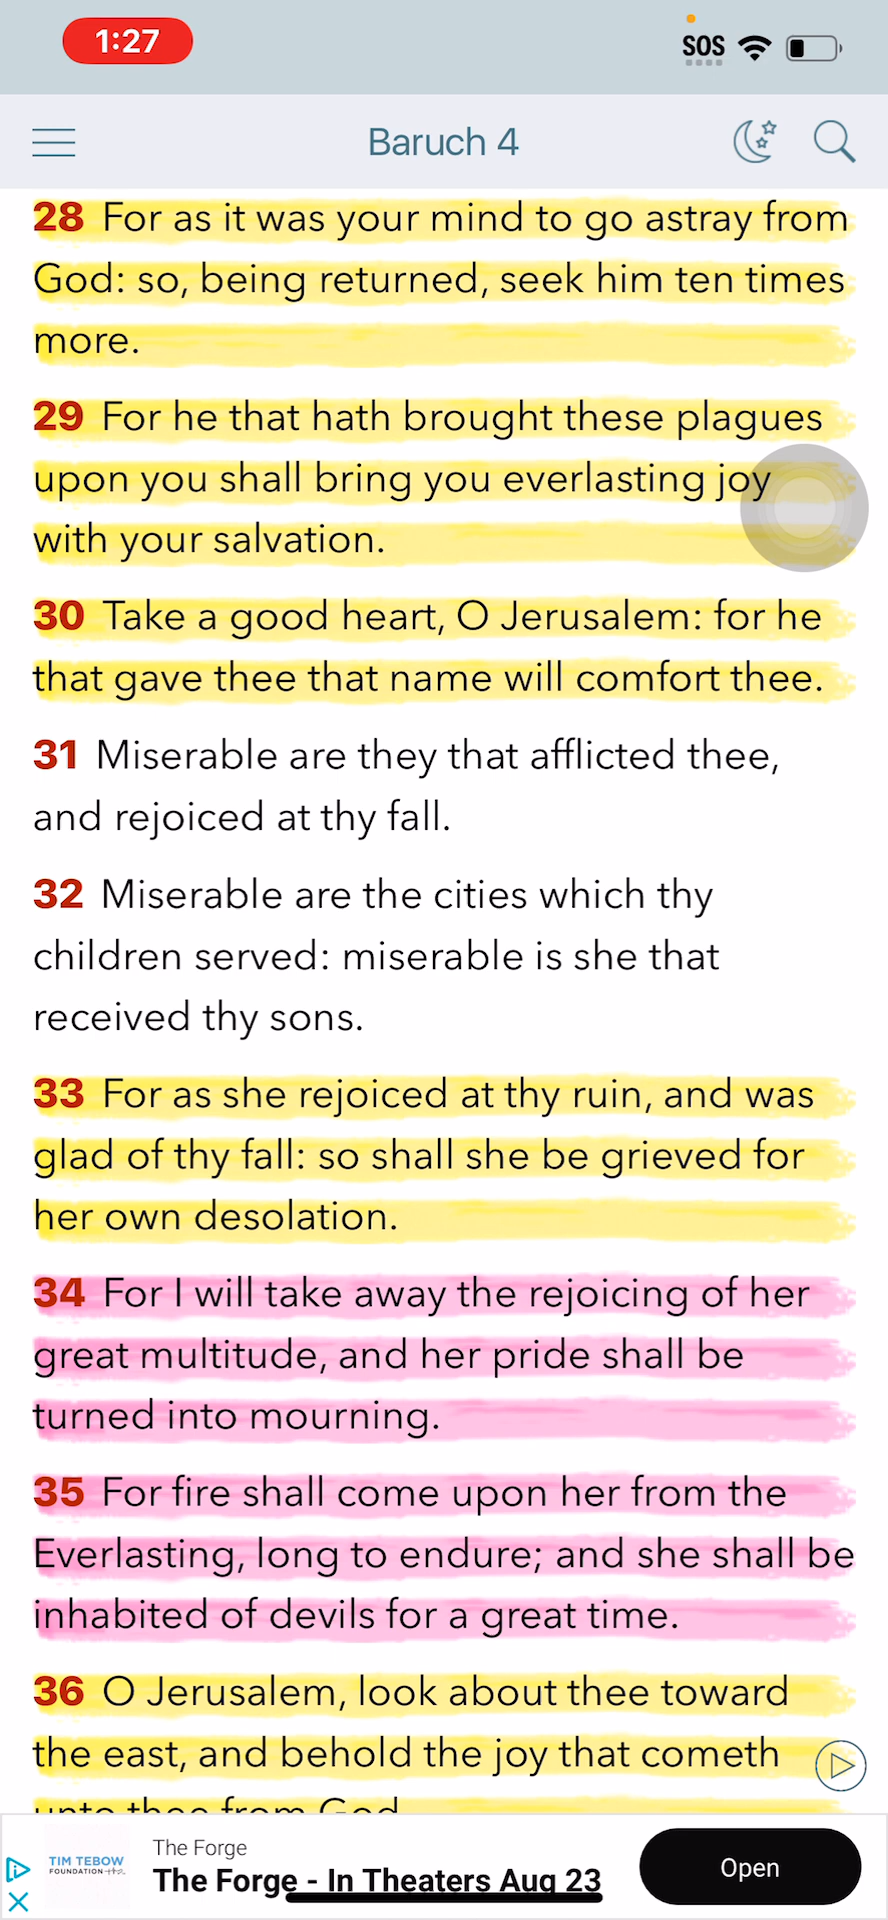 1:27
SOS
Baruch 4
28 For as it was your mind to go astray from
God: so, being returned, seek him ten times
more.
29 For he that hath brought these plagues
upon you shall bring you everlasting joy
with your salvation.
30 Take a good heart, O Jerusalem: for he
that gave thee that name will comfort thee.
31 Miserable are they that afflicted thee,
and rejoiced at thy fall.
32 Miserable are the cities which thy
children served: miserable is she that
received thy sons.
33 For as she rejoiced at thy ruin, and was
glad of thy fall: so shall she be grieved for
her own desolation.
34 For I will take away the rejoicing of her
great multitude, and her pride shall be
turned into mourning.
35 For fire shall come upon her from the
Everlasting, long to endure; and she shall be
inhabited of devils for a great time.
36 O Jerusalem, look about thee toward
the east, and behold the joy that cometh
unto thee from God
TIM TEBOW
FOUNDATION
The Forge
The Forge - In Theaters Aug 23
Open